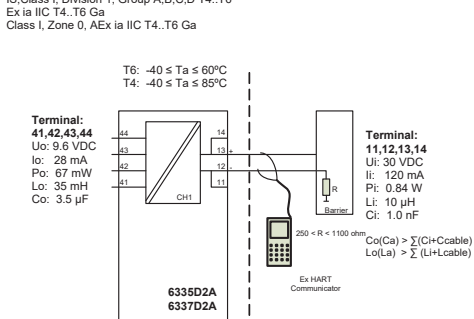 IS,Class I, Division 1, Group A,B,C,D T4..T6
Ex ia IIC T4..T6 Ga
Class I, Zone 0, AEx ia IIC T4..T6 Ga
T6: -40 ≤ Ta ≤ 60ºC
T4: -40 ≤ Ta ≤ 85ºC
Terminal:
41,42,43,44
Uo: 9.6 VDC
Io: 28 mA
Po: 67 mW
Lo: 35 mH
Co: 3.5 µF
44
43
42
41
CH1
14
13 +
12 -
11
6335D2A
6337D2A
R
Barrier
250 < R < 1100 ohm
Ex HART
Communicator
Terminal:
11,12,13,14
Ui: 30 VDC
Ii: 120 mA
Pi: 0.84 W
Li: 10 µH
Ci: 1.0 nF
Co(Ca) > ∑(Ci+Ccable)
Lo(La) > ∑ (Li+Lcable)